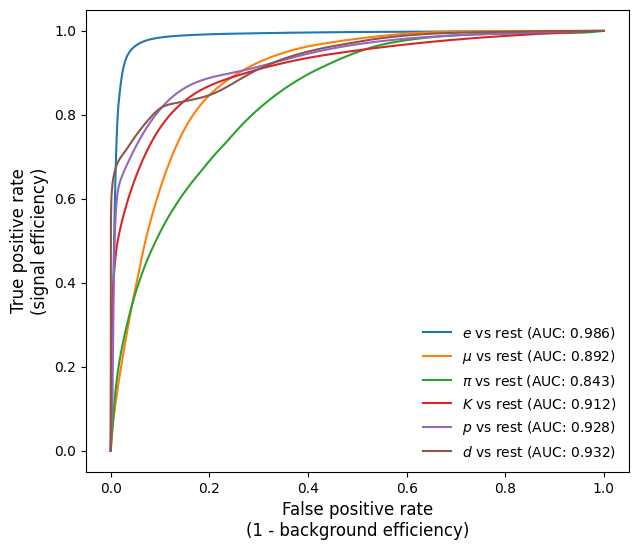 True positive rate
(signal efficiency)
1.0
0.8
0.6
0.4
0.2
0.0
e vs rest (AUC: 0.986)
μ vs rest (AUC: 0.892)
π vs rest (AUC: 0.843)
K vs rest (AUC: 0.912)
p vs rest (AUC: 0.928)
d vs rest (AUC: 0.932)
0.0 0.2 0.4 0.6 0.8 1.0
False positive rate
(1 - background efficiency)